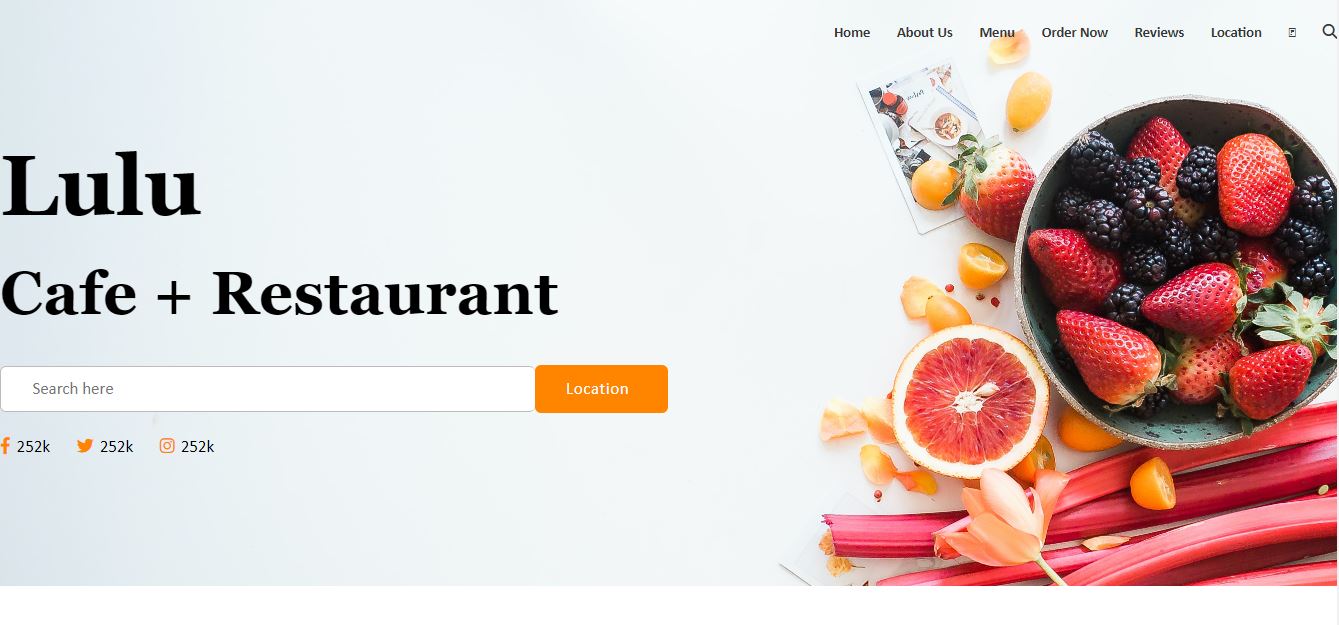 Home About Us Menu Order Now Reviews Location
Lulu
Cafe + Restaurant
Search here Location
252k 252k 252k